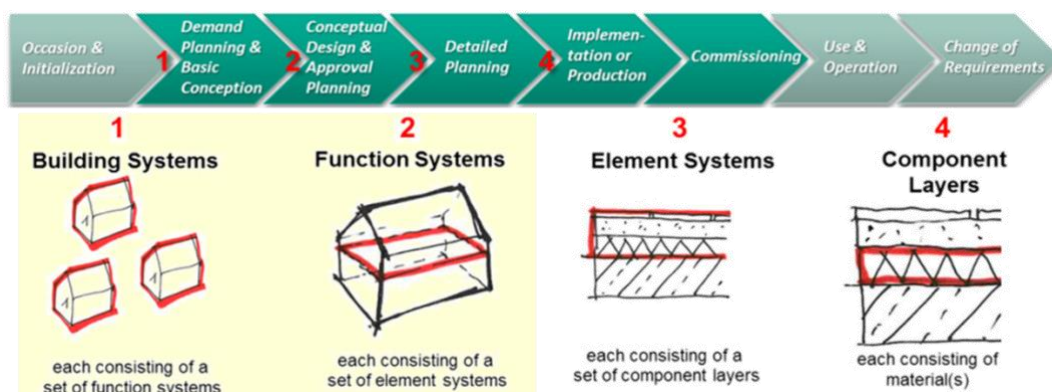 Occasion &
Initialization
1
Demand
Planning &
Basic
Conception
2
Conceptual
Design &
Approval
Planning
3
Detailed
Planning
4
Implemen-
tation or
Production
Commissioning
Use &
Operation
Change of
Requirements
1
Building Systems
each consisting of a
set of function systems
2
Function Systems
each consisting of a
set of element systems
3
Element Systems
each consisting of a
set of component layers
4
Component
Layers
each consisting of
material(s)